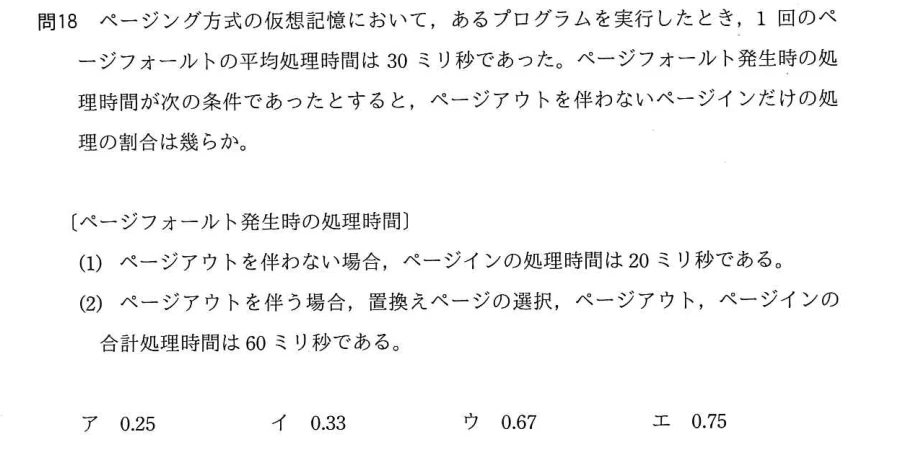 問18 ページング方式の仮想記憶において，あるプログラムを実行したとき，1 回のペ
ージフォールトの平均処理時間は 30 ミリ秒であった。ページフォールト発生時の処
理時間が次の条件であったとすると，ページアウトを伴わないページインだけの処
理の割合は幾らか。
〔ページフォールト発生時の処理時間〕
(1) ページアウトを伴わない場合，ページインの処理時間は 20 ミリ秒である。
(2) ページアウトを伴う場合，置換えページの選択，ページアウト，ページインの
合計処理時間は 60 ミリ秒である。
ア 0.25 イ 0.33 ウ 0.67 エ 0.75